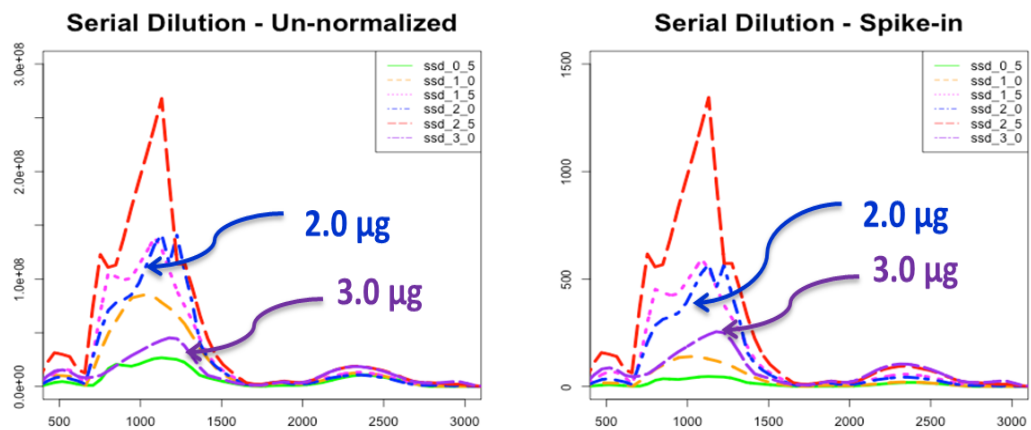 Serial Dilution - Un-normalized
3.0e+08
2.0e+08
1.0e+08
0.0e+00
ssd_0_5
ssd_1_0
ssd_1_5
ssd_2_0
ssd_2_5
ssd_3_0
2.0 µg
3.0 µg
500 1000 1500 2000 2500 3000
Serial Dilution - Spike-in
1500
1000
500
0
ssd_0_5
ssd_1_0
ssd_1_5
ssd_2_0
ssd_2_5
ssd_3_0
2.0 µg
3.0 µg
500 1000 1500 2000 2500 3000